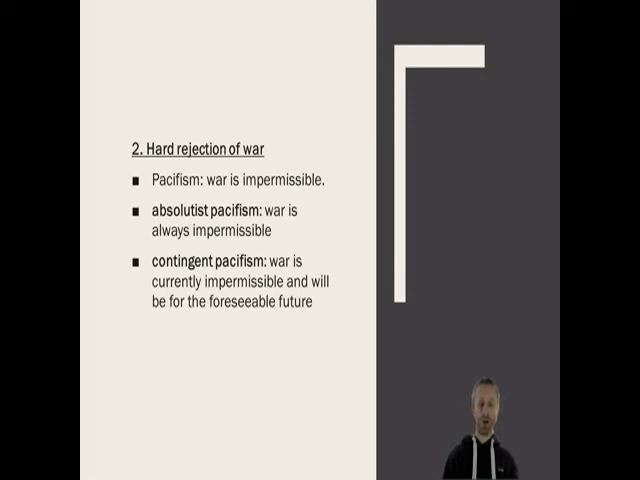 2. Hard rejection of war
■ Pacifism: war is impermissible.
■ absolutist pacifism: war is
always impermissible
■ contingent pacifism: war is
currently impermissible and will
be for the foreseeable future